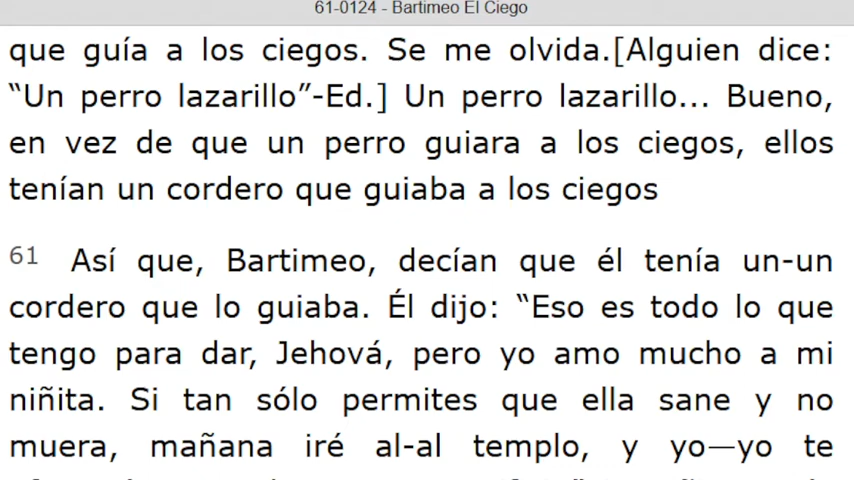 61-0124 - Bartimeo El Ciego
que guía a los ciegos. Se me olvida.[Alguien dice:
“Un perro lazarillo”-Ed.] Un perro lazarillo... Bueno,
en vez de que un perro guiara a los ciegos, ellos
tenían un cordero que guiaba a los ciegos
61 Así que, Bartimeo, decían que él tenía un-un
cordero que lo guiaba. Él dijo: “Eso es todo lo que
tengo para dar, Jehová, pero yo amo mucho a mi
niñita. Si tan sólo permites que ella sane y no
muera, mañana iré al-al templo, y yo—yo te